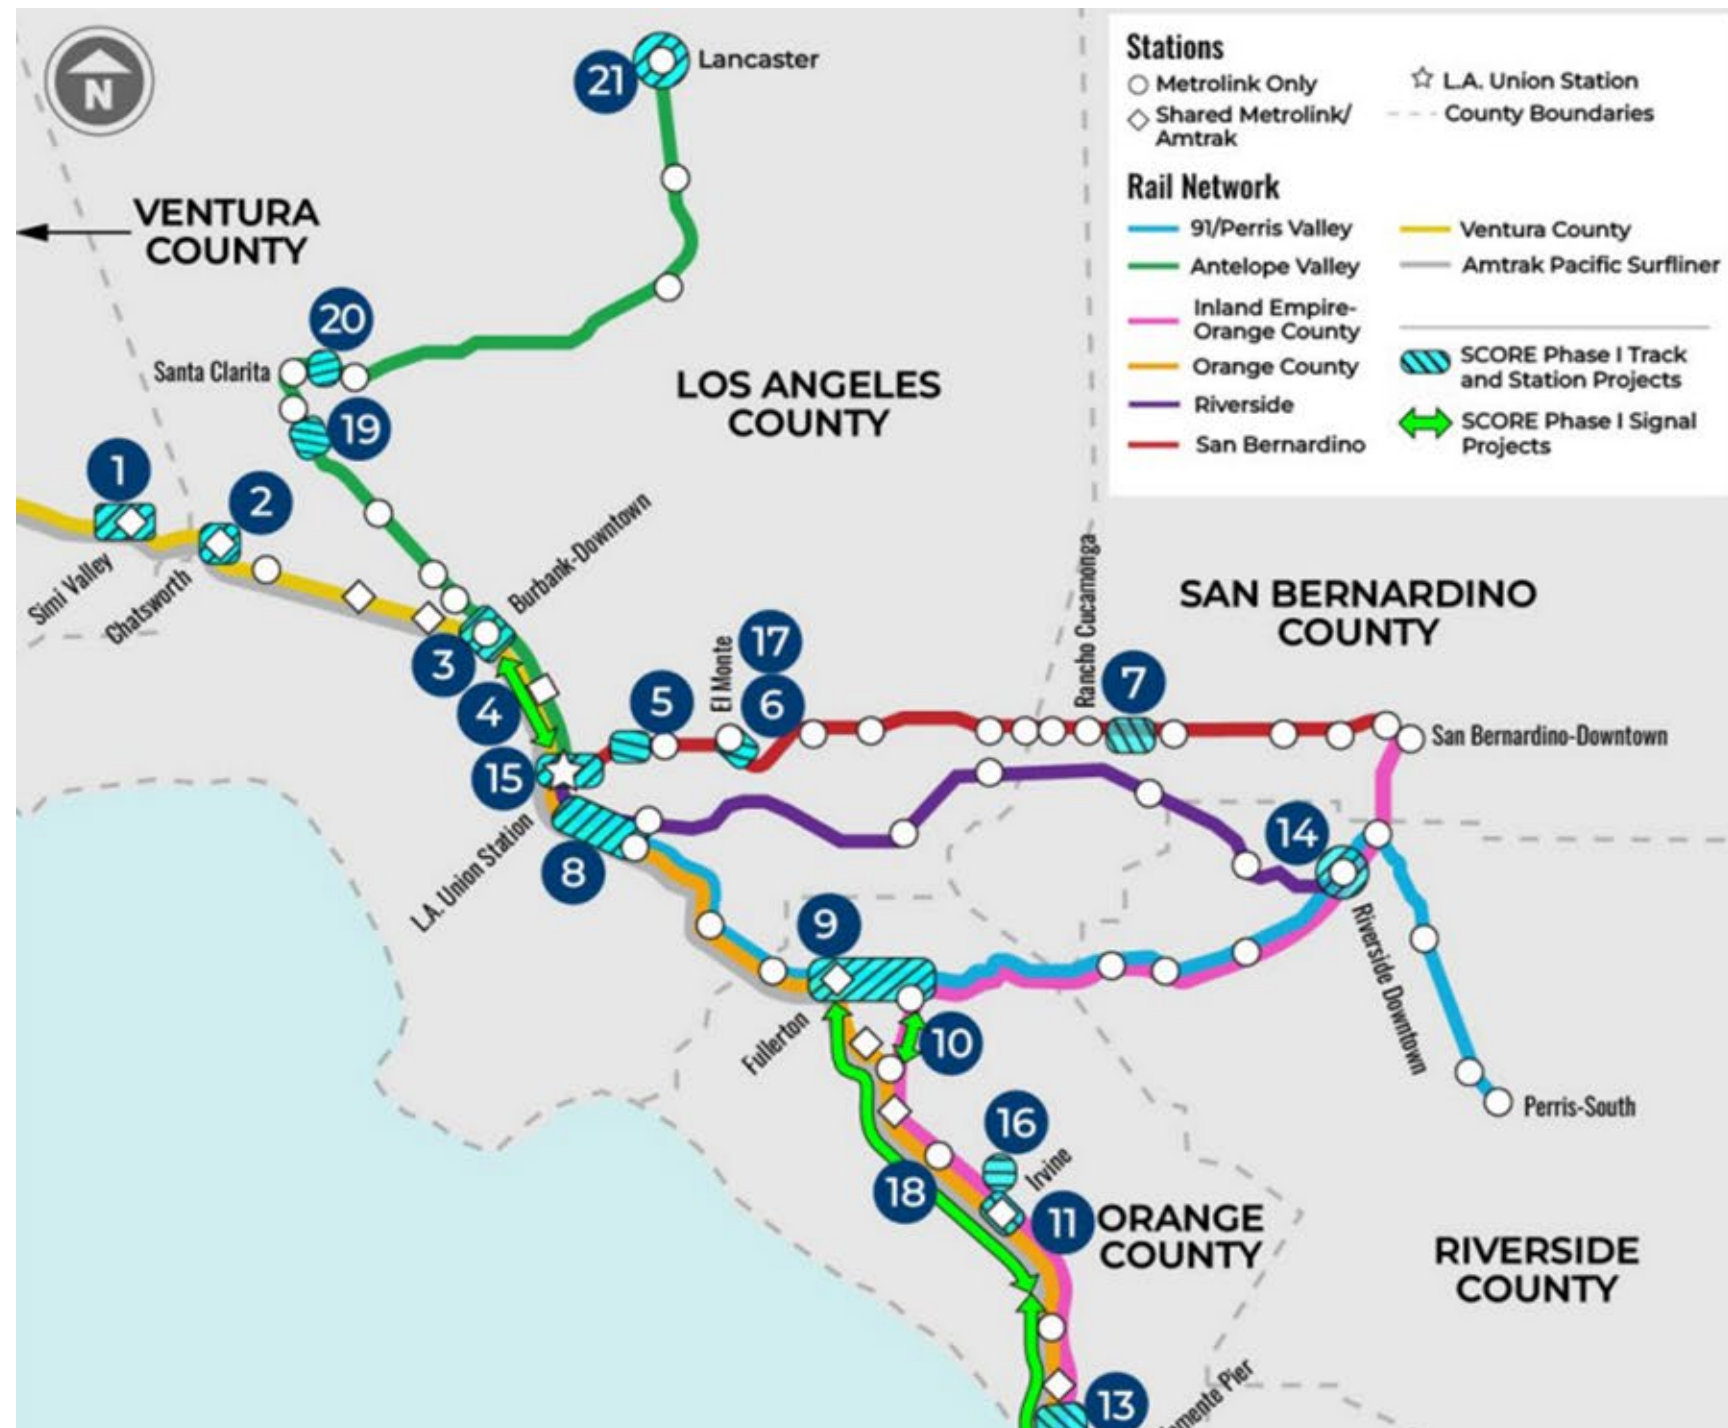 N
Stations
Metrolink Only
Shared Metrolink/
Amtrak
L.A. Union Station
County Boundaries
Rail Network
91/Perris Valley
Antelope Valley
Inland Empire-
Orange County
Orange County
Riverside
San Bernardino
Ventura County
Amtrak Pacific Surfliner
SCORE Phase I Track
and Station Projects
SCORE Phase I Signal
Projects
21
Lancaster
VENTURA
COUNTY
20
Santa Clarita
19
LOS ANGELES
COUNTY
1
2
Simi Valley
Chatsworth
Burbank-Downtown
3
4
5
El Monte
17
6
Rancho Cucamonga
7
SAN BERNARDINO
COUNTY
San Bernardino-Downtown
15
L.A. Union Station
8
14
Riverside Downtown
9
Fullerton
10
Perris-South
16
Irvine
18
11
ORANGE
COUNTY
RIVERSIDE
COUNTY
13
Pier